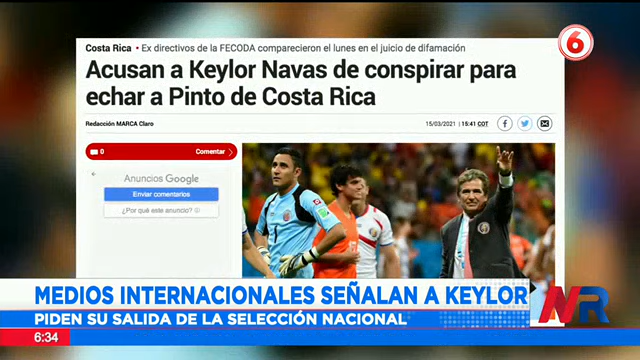 6
Costa Rica • Ex directivos de la FECODA comparecieron el lunes en el juicio de difamación
Acusan a Keylor Navas de conspirar para
echar a Pinto de Costa Rica
Redacción MARCA Claro
15/03/2021 | 15:41 COT
0
Comentar
Anuncios Google
Enviar comentarios
¿Por qué este anuncio?
MEDIOS INTERNACIONALES SEÑALAN A KEYLOR
NR
PIDEN SU SALIDA DE LA SELECCIÓN NACIONAL
6:34